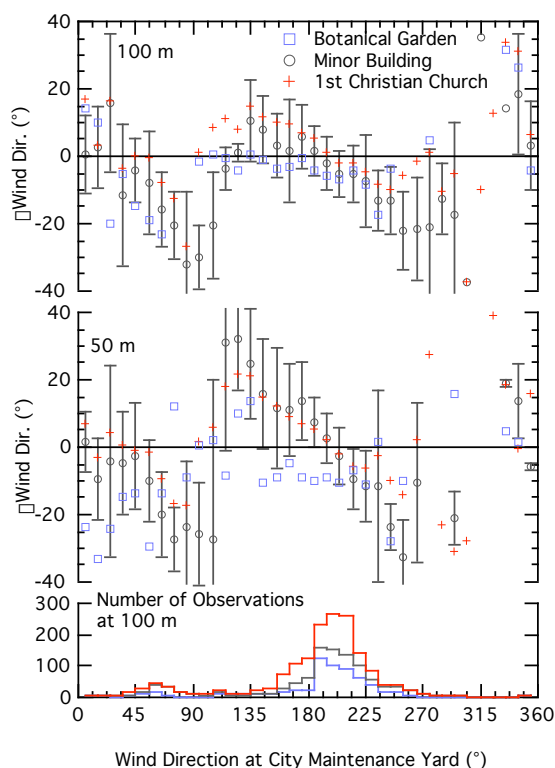 40
100 m
Botanical Garden
Minor Building
1st Christian Church
20
0
-20
-40
▯Wind Dir. (°)
40
50 m
20
0
-20
-40
▯Wind Dir. (°)
300
Number of Observations
at 100 m
200
100
0
0 45 90 135 180 225 270 315 360
Wind Direction at City Maintenance Yard (°)